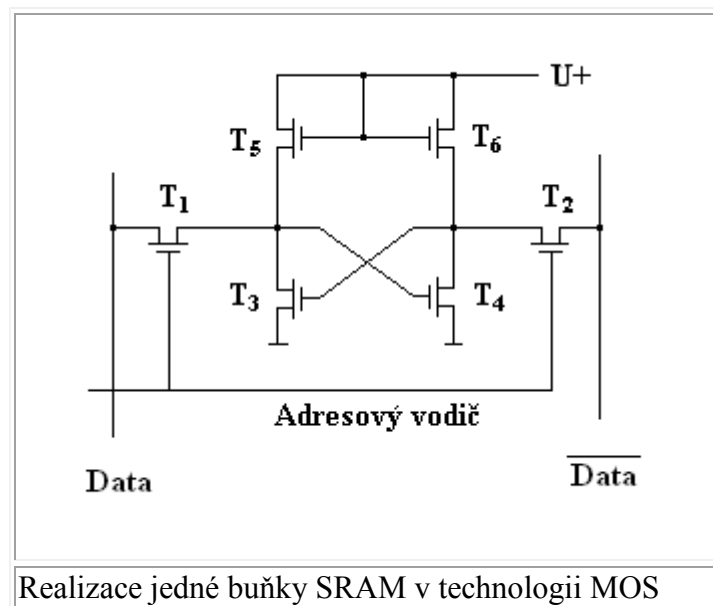 U+
T5
T6
T1
T2
T3
T4
Adresový vodič
Data
Data
Realizace jedné buňky SRAM v technologii MOS